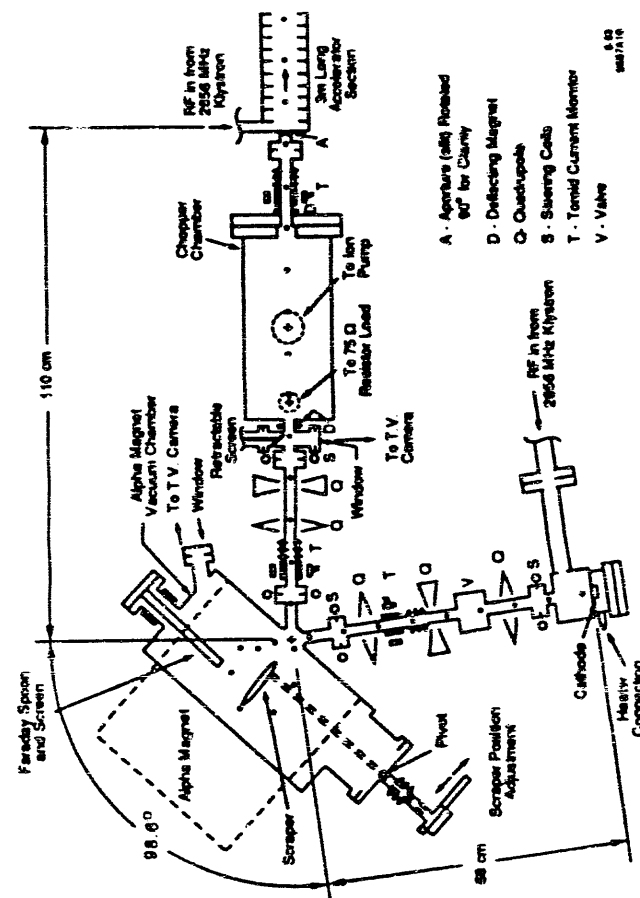 RF in from
2856 MHz
Klystron
3m Long
Accelerator
Section
A
T
110 cm
Chopper
Chamber
To Ion
Pump
To 75 Ω
Resistor Load
Alpha Magnet
Vacuum Chamber
To T.V. Camera
Window
Retractable
Screen
D
S
To T.V.
Camera
Window
Q
Q
T
Faraday Spoon
and Screen
Alpha Magnet
98.6°
Scraper
Pivot
Scraper Position
Adjustment
S
Q
T
Q
V
Q
Q
S
RF in from
2856 MHz Klystron
Cathode
Heater
Connection
A - Aperture (slit) Rotated
90° for Clarity
D - Deflecting Magnet
Q - Quadrupole
S - Steering Coils
T - Toroid Current Monitor
V - Valve